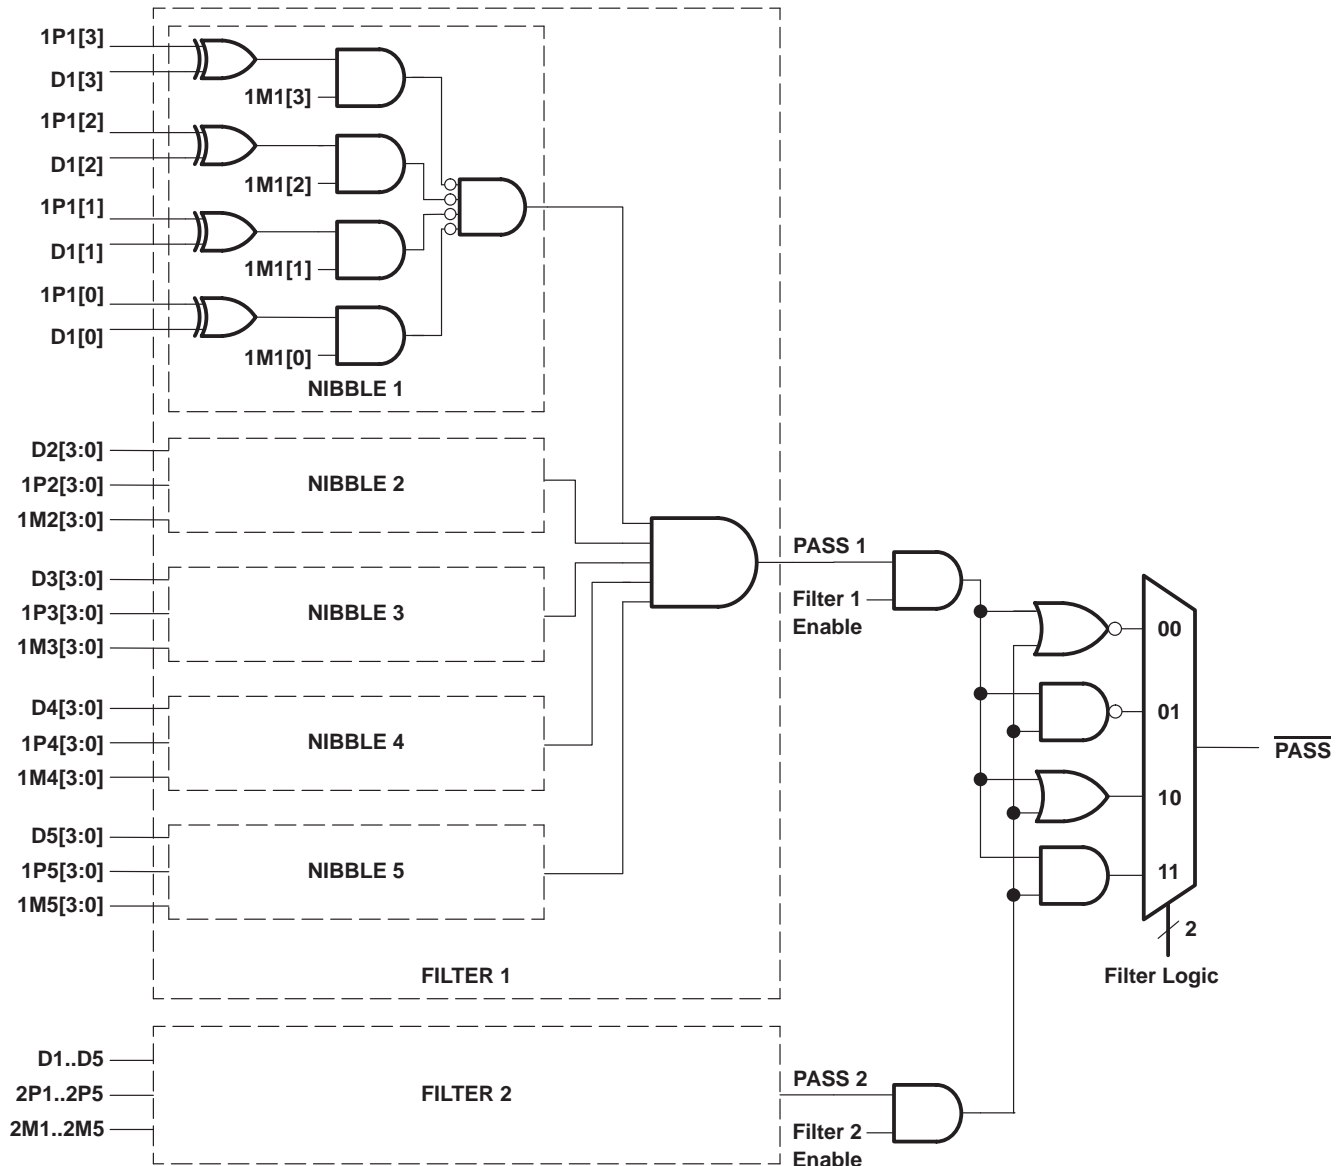 1P1[3]
D1[3]
1M1[3]
1P1[2]
D1[2]
1M1[2]
1P1[1]
D1[1]
1M1[1]
1P1[0]
D1[0]
1M1[0]
NIBBLE 1
D2[3:0]
1P2[3:0]
1M2[3:0]
NIBBLE 2
D3[3:0]
1P3[3:0]
1M3[3:0]
NIBBLE 3
D4[3:0]
1P4[3:0]
1M4[3:0]
NIBBLE 4
D5[3:0]
1P5[3:0]
1M5[3:0]
NIBBLE 5
FILTER 1
PASS 1
Filter 1
Enable
00
01
10
11
PASS
2
Filter Logic
D1..D5
2P1..2P5
2M1..2M5
FILTER 2
PASS 2
Filter 2
Enable